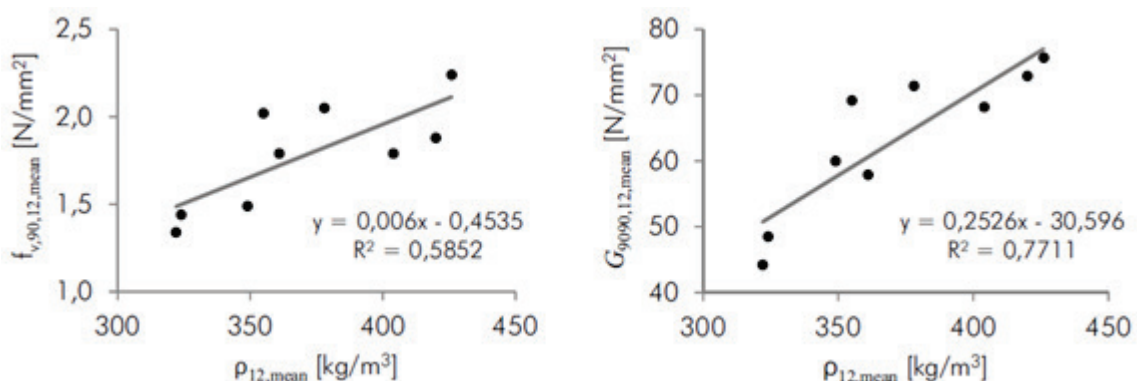 f_v,90,12,mean [N/mm²]
2,5
2,0
1,5
1,0
y = 0,006x - 0,4535
R² = 0,5852
300 350 400 450
ρ_12,mean [kg/m³]
G_9090,12,mean [N/mm²]
80
70
60
50
40
y = 0,2526x - 30,596
R² = 0,7711
300 350 400 450
ρ_12,mean [kg/m³]